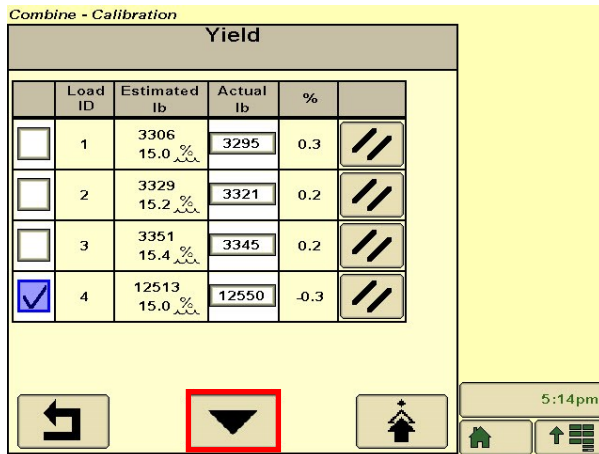 Combine - Calibration
Yield
Load ID Estimated lb Actual lb %
1 3306 15.0 % 3295 0.3
2 3329 15.2 % 3321 0.2
3 3351 15.4 % 3345 0.2
4 12513 15.0 % 12550 -0.3
5:14pm